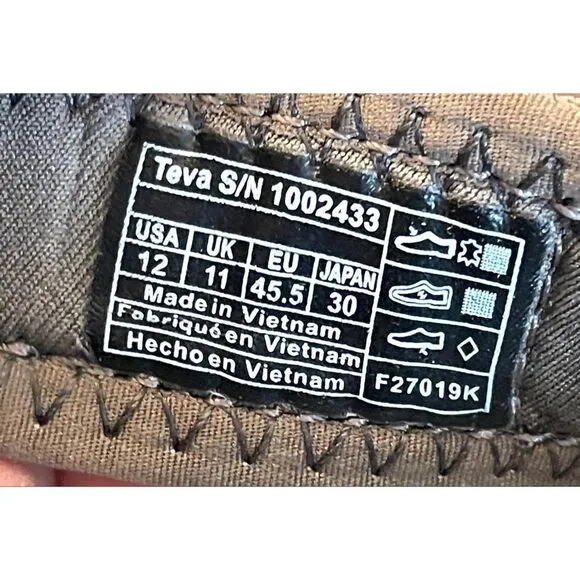 Teva S/N 1002433
USA UK EU JAPAN
12 11 45.5 30
Made in Vietnam
Fabriqué en Vietnam
Hecho en Vietnam
F27019K